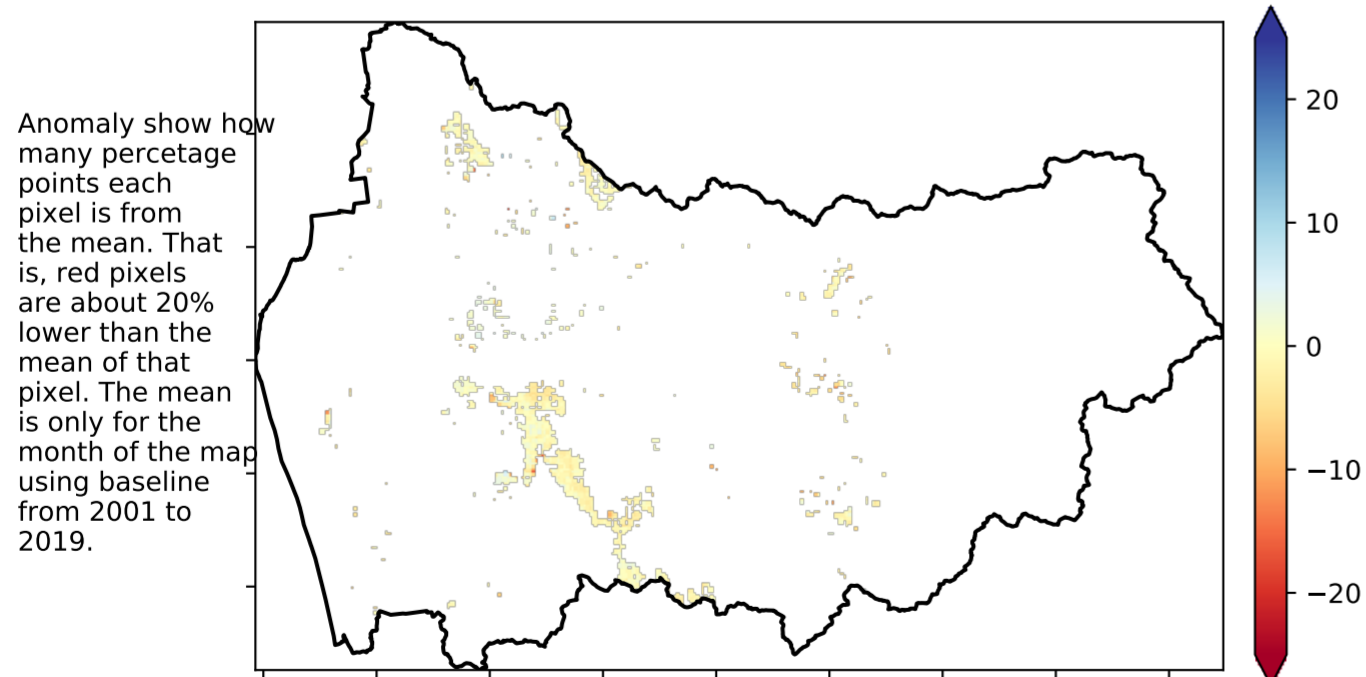 Anomaly show how
many percetage
points each
pixel is from
the mean. That
is, red pixels
are about 20%
lower than the
mean of that
pixel. The mean
is only for the
month of the map
using baseline
from 2001 to
2019.
20
10
0
−10
−20